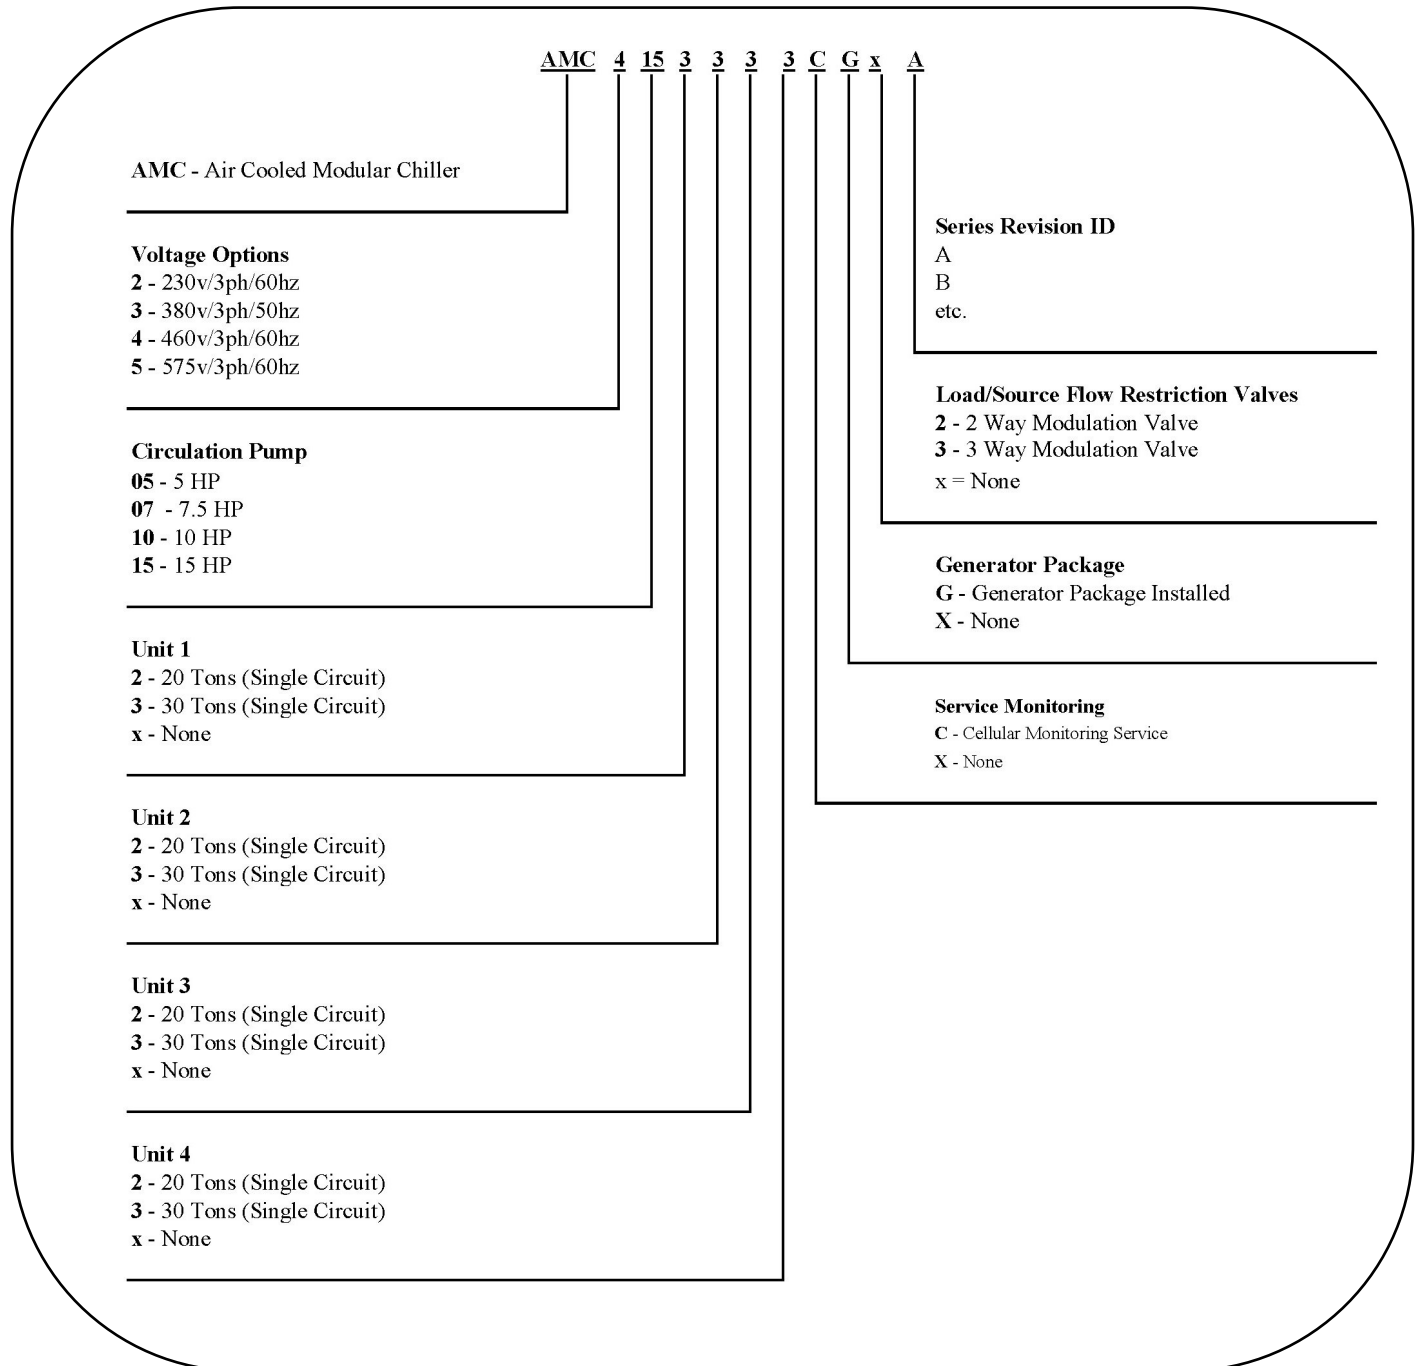 AMC 4 15 3 3 3 3 C G x A
AMC - Air Cooled Modular Chiller
Voltage Options
2 - 230v/3ph/60hz
3 - 380v/3ph/50hz
4 - 460v/3ph/60hz
5 - 575v/3ph/60hz
Circulation Pump
05 - 5 HP
07 - 7.5 HP
10 - 10 HP
15 - 15 HP
Unit 1
2 - 20 Tons (Single Circuit)
3 - 30 Tons (Single Circuit)
x - None
Unit 2
2 - 20 Tons (Single Circuit)
3 - 30 Tons (Single Circuit)
x - None
Unit 3
2 - 20 Tons (Single Circuit)
3 - 30 Tons (Single Circuit)
x - None
Unit 4
2 - 20 Tons (Single Circuit)
3 - 30 Tons (Single Circuit)
x - None
Series Revision ID
A
B
etc.
Load/Source Flow Restriction Valves
2 - 2 Way Modulation Valve
3 - 3 Way Modulation Valve
x = None
Generator Package
G - Generator Package Installed
X - None
Service Monitoring
C - Cellular Monitoring Service
X - None